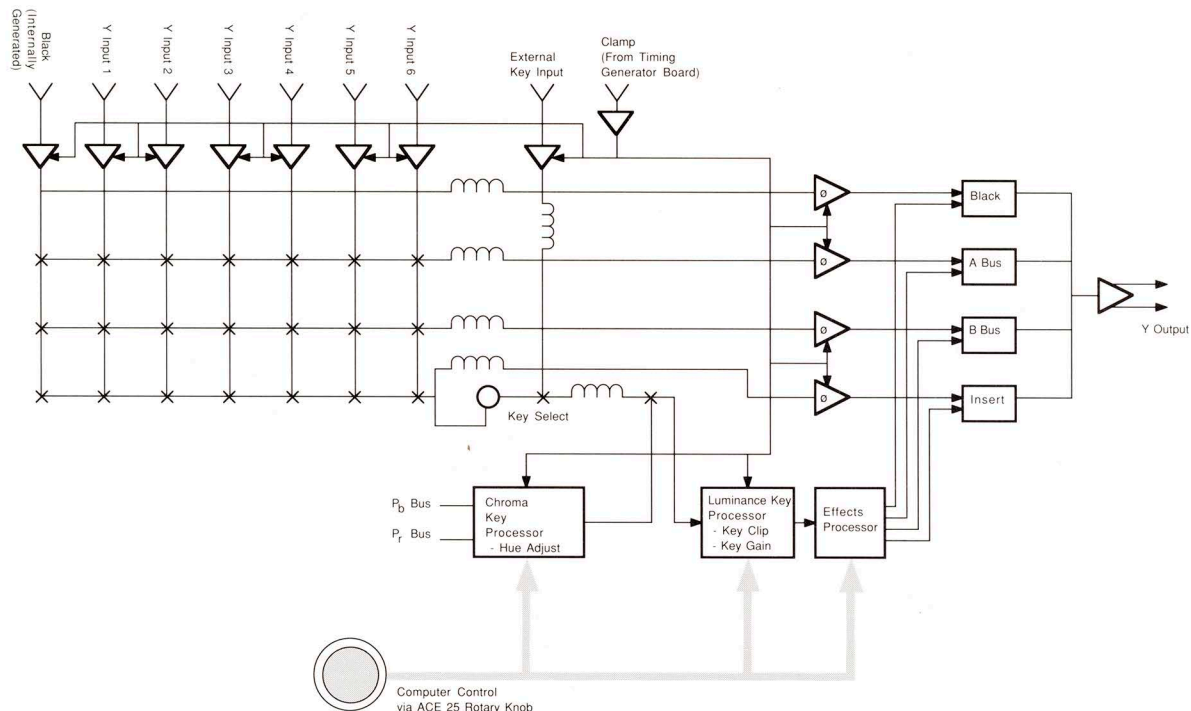 Black
(Internally
Generated)
Y Input 1
Y Input 2
Y Input 3
Y Input 4
Y Input 5
Y Input 6
External
Key Input
Clamp
(From Timing
Generator Board)
ø
Black
ø
A Bus
Y Output
ø
B Bus
ø
Insert
Key Select
Pb Bus
Pr Bus
Chroma
Key
Processor
- Hue Adjust
Luminance Key
Processor
- Key Clip
- Key Gain
Effects
Processor
Computer Control
via ACE 25 Rotary Knob